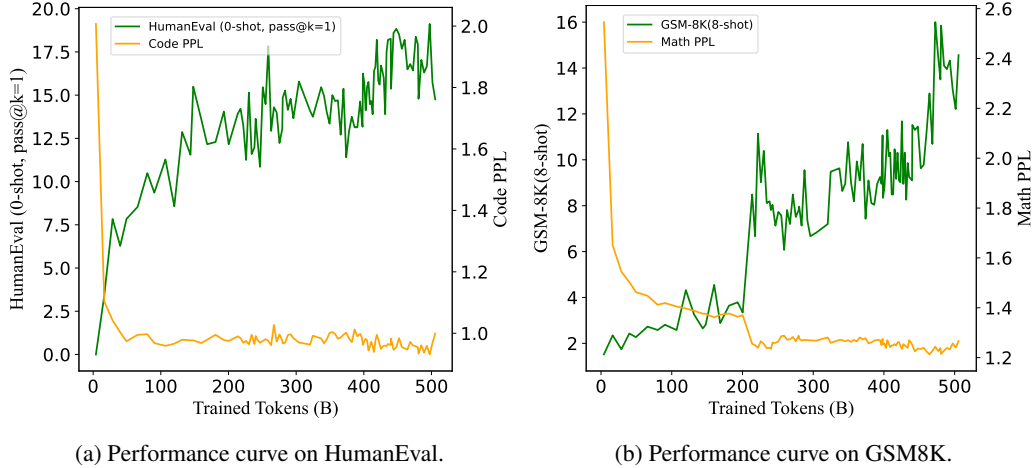 HumanEval (0-shot, pass@k=1)
20.0
17.5
15.0
12.5
10.0
7.5
5.0
2.5
0.0
HumanEval (0-shot, pass@k=1)
Code PPL
2.0
1.8
1.6
1.4
1.2
1.0
Code PPL
0 100 200 300 400 500
Trained Tokens (B)
(a) Performance curve on HumanEval.
GSM-8K(8-shot)
16
14
12
10
8
6
4
2
GSM-8K(8-shot)
Math PPL
2.6
2.4
2.2
2.0
1.8
1.6
1.4
1.2
Math PPL
0 100 200 300 400 500
Trained Tokens (B)
(b) Performance curve on GSM8K.